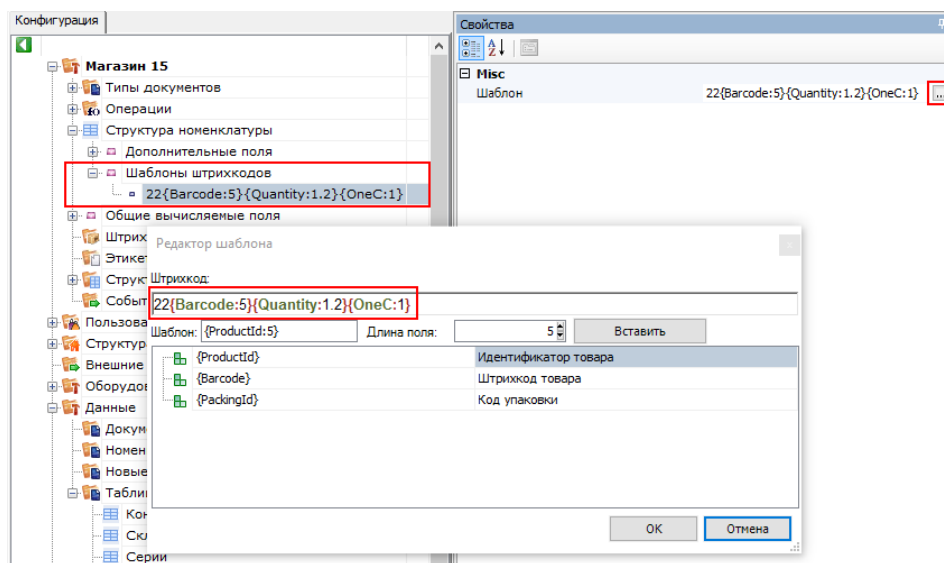 Конфигурация
Магазин 15
Типы документов
Операции
Структура номенклатуры
Дополнительные поля
Шаблоны штрихкодов
22{Barcode:5}{Quantity:1.2}{OneC:1}
Общие вычисляемые поля
Штрих
Этике
Струк
Событ
Пользова
Структур
Внешние
Оборудов
Данные
Докум
Номен
Новые
Табли
Кон
Скл
Серии
Свойства
Misc
Шаблон 22{Barcode:5}{Quantity:1.2}{OneC:1} ...
Редактор шаблона
x
Штрихкод:
22{Barcode:5}{Quantity:1.2}{OneC:1}
Шаблон: {ProductId:5} Длина поля: 5 Вставить
{ProductId} Идентификатор товара
{Barcode} Штрихкод товара
{PackingId} Код упаковки
OK Отмена